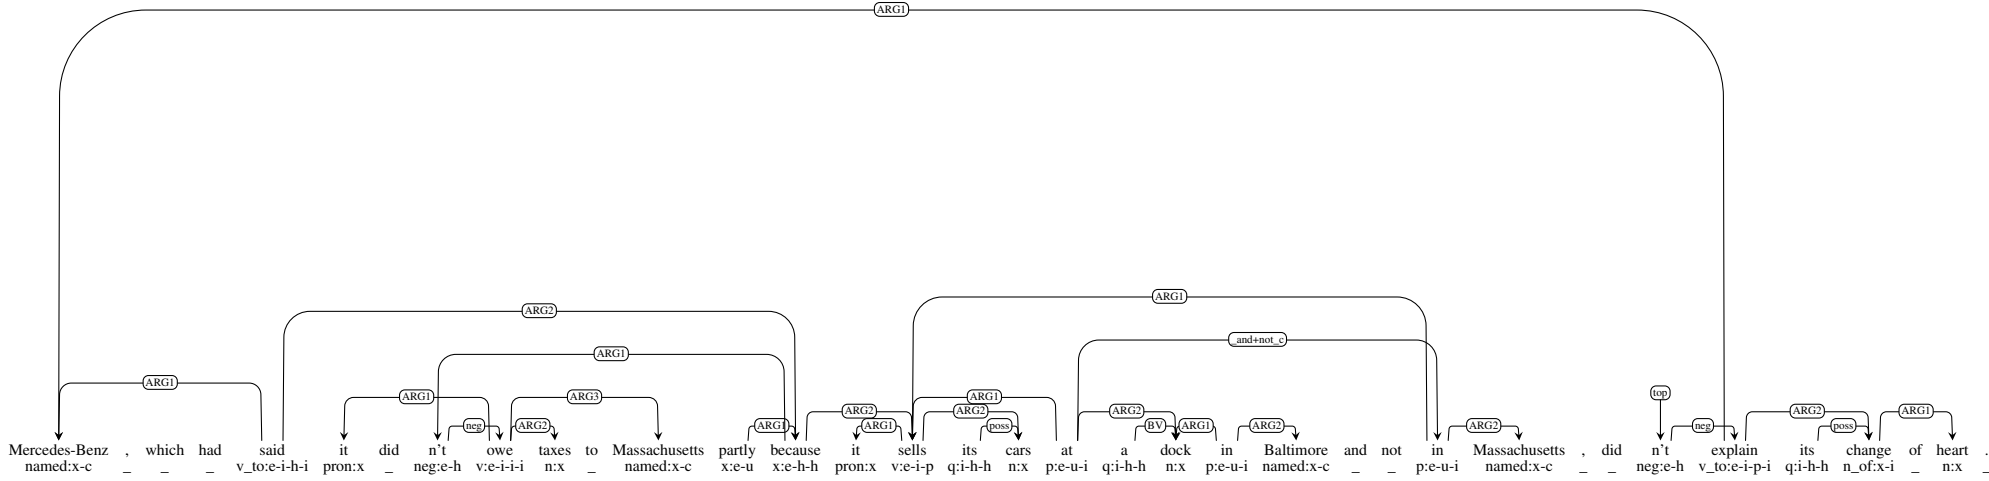 ARG1
ARG1
ARG2
_and+not_c
ARG1
ARG1
top
ARG1 ARG3 ARG1
ARG2 ARG2 ARG2 ARG2 ARG1
neg ARG2 ARG1 ARG1 poss BV ARG1 ARG2 ARG2 neg poss
Mercedes-Benz , which had said it did n't owe taxes to Massachusetts partly because it sells its cars at a dock in Baltimore and not in Massachusetts , did n't explain its change of heart .
named:x-c _ _ _ v_to:e-i-h-i pron:x _ neg:e-h v:e-i-i-i n:x _ named:x-c x:e-u x:e-h-h pron:x v:e-i-p q:i-h-h n:x p:e-u-i q:i-h-h n:x p:e-u-i named:x-c _ _ p:e-u-i named:x-c _ _ neg:e-h v_to:e-i-p-i q:i-h-h n_of:x-i _ n:x _